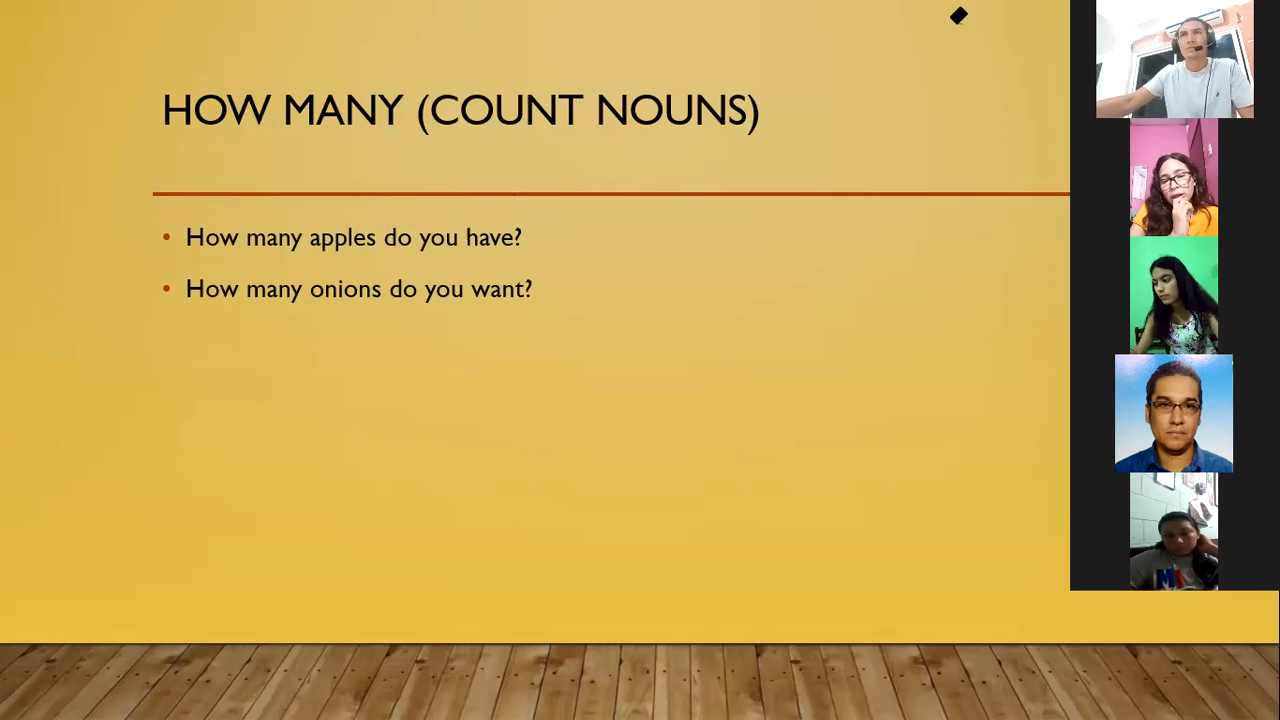 HOW MANY (COUNT NOUNS)
• How many apples do you have?
• How many onions do you want?